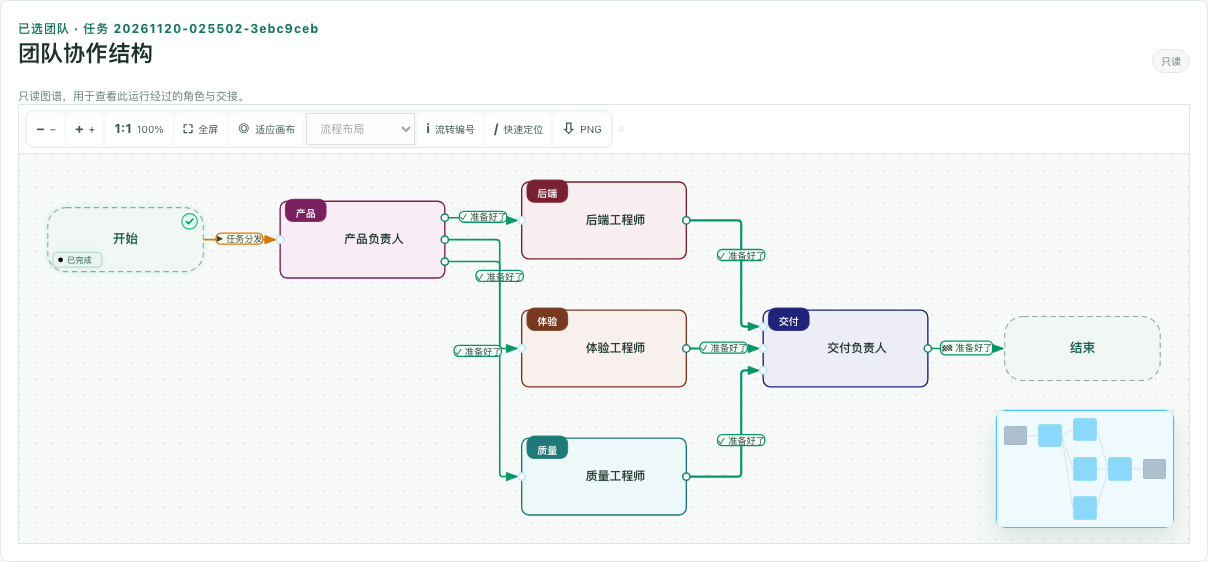 已选团队 · 任务 20261120-025502-3ebc9ceb
团队协作结构
只读
只读图谱，用于查看此运行经过的角色与交接。
− −
+ +
1:1 100%
全屏
适应画布
流程布局
i 流转编号
/ 快速定位
PNG
开始
已完成
任务分发
产品
产品负责人
✓ 准备好了
✓ 准备好了
✓ 准备好了
后端
后端工程师
✓ 准备好了
体验
体验工程师
✓ 准备好了
质量
质量工程师
✓ 准备好了
交付
交付负责人
准备好了
结束